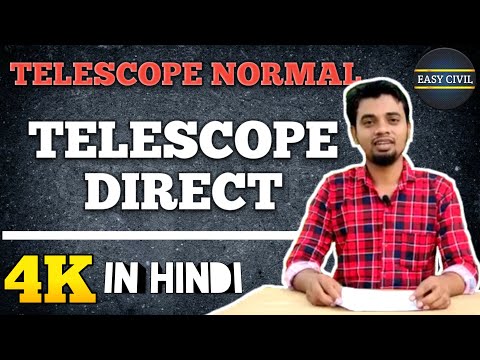 TELESCOPE NORMAL
EASY CIVIL
TELESCOPE
DIRECT
4K IN HINDI